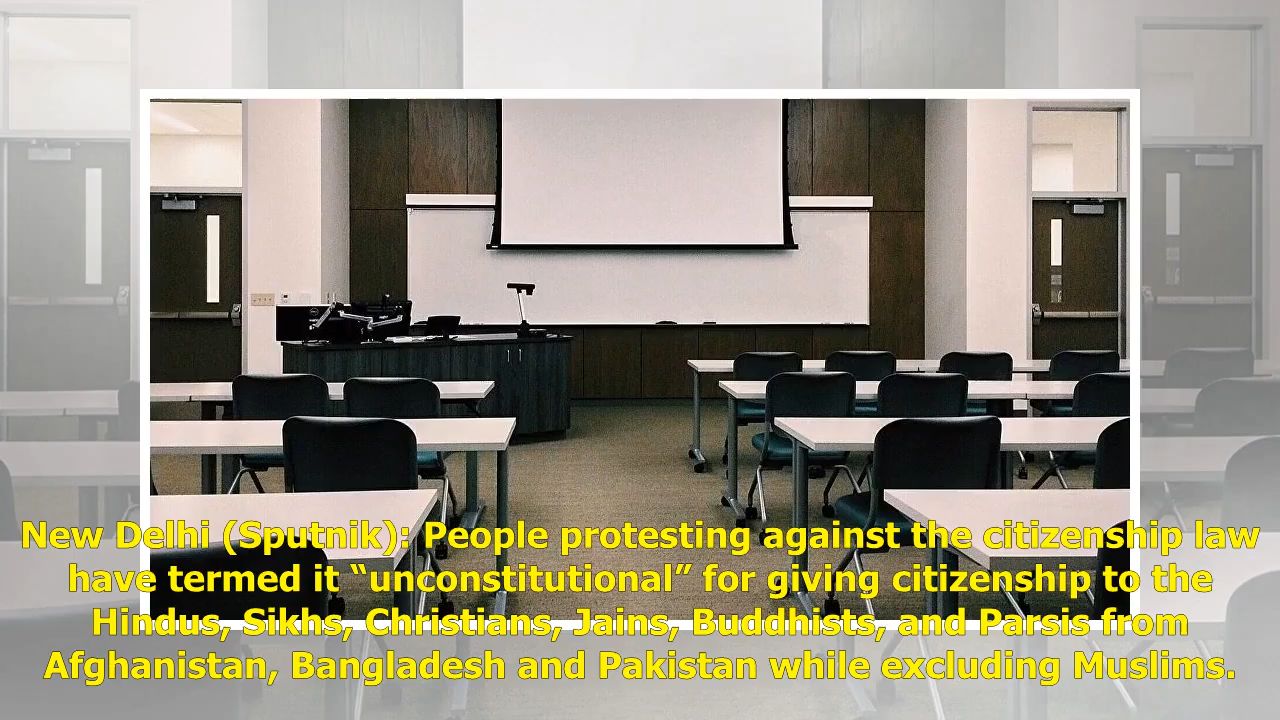 New Delhi (Sputnik): People protesting against the citizenship law
have termed it “unconstitutional” for giving citizenship to the
Hindus, Sikhs, Christians, Jains, Buddhists, and Parsis from
Afghanistan, Bangladesh and Pakistan while excluding Muslims.